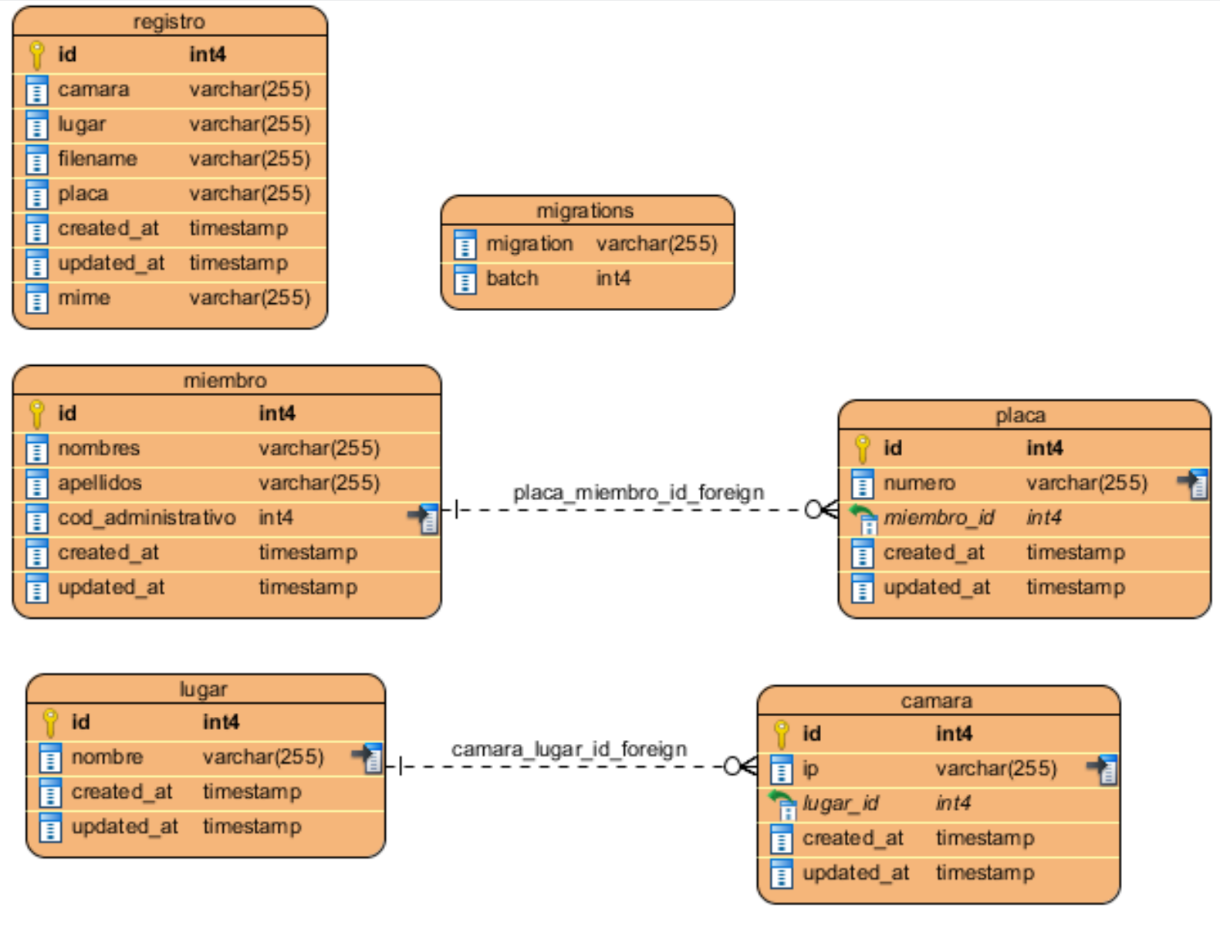 registro
id int4
camara varchar(255)
lugar varchar(255)
filename varchar(255)
placa varchar(255)
created_at timestamp
updated_at timestamp
mime varchar(255)
migrations
migration varchar(255)
batch int4
miembro
id int4
nombres varchar(255)
apellidos varchar(255)
cod_administrativo int4
created_at timestamp
updated_at timestamp
placa_miembro_id_foreign
placa
id int4
numero varchar(255)
miembro_id int4
created_at timestamp
updated_at timestamp
lugar
id int4
nombre varchar(255)
created_at timestamp
updated_at timestamp
camara_lugar_id_foreign
camara
id int4
ip varchar(255)
lugar_id int4
created_at timestamp
updated_at timestamp